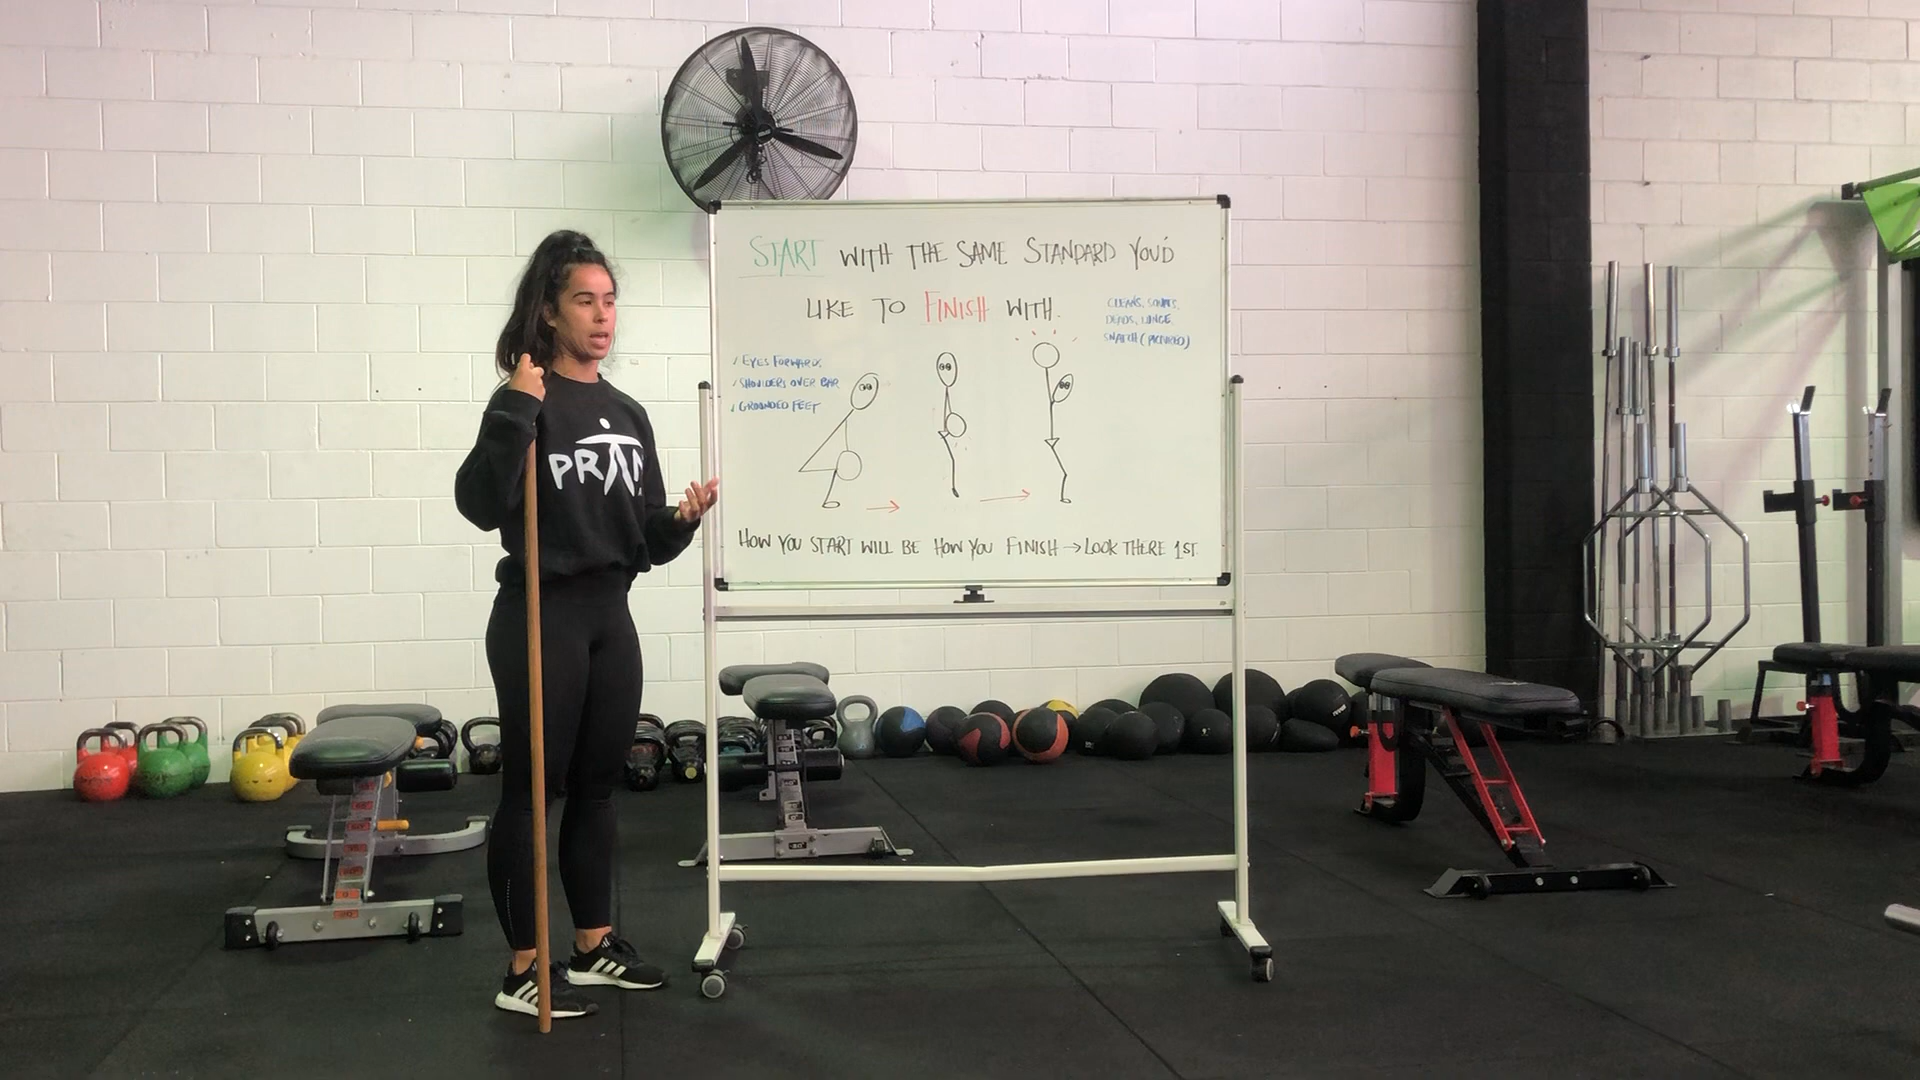 START WITH THE SAME STANDARD YOU'D
LIKE TO FINISH WITH.
CLEANS, SQUATS,
DEADS, LUNGE
SNATCH (PICTURED)
✓ EYES FORWARDS
✓ SHOULDERS OVER BAR
✓ GROUNDED FEET
HOW YOU START WILL BE HOW YOU FINISH → LOOK THERE 1ST.